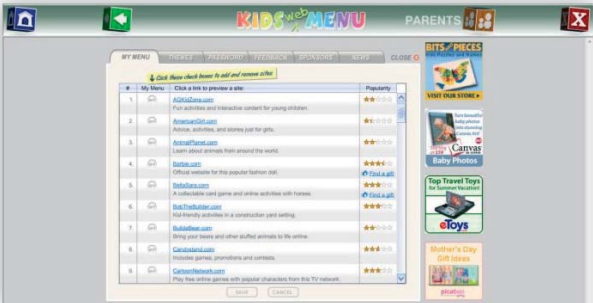 KIDS web MENU
PARENTS
X
MY MENU THEMES PASSWORD FEEDBACK SPONSORS NEWS CLOSE
Click these check boxes to add and remove sites
# My Menu Click a link to preview a site: Popularity
1. AGKidZone.com
Fun activities and interactive content for young children.
2. AmericanGirl.com
Advice, activities, and stories just for girls.
3. AnimalPlanet.com
Learn about animals from around the world.
4. Barbie.com
Official website for this popular fashion doll.
Find a gift
5. BellaSara.com
A collectable card game and online activities with horses.
Find a gift
6. BobTheBuilder.com
Kid-friendly activities in a construction yard setting.
7. BuildaBear.com
Bring your bears and other stuffed animals to life online.
8. Candystand.com
Includes games, promotions and contests.
9. CartoonNetwork.com
Play free online games with popular characters from this TV network.
SAVE CANCEL
BITS & PIECES
VISIT OUR STORE
Canvas
Baby Photos
Top Travel Toys
for Summer Vacation!
eToys
Mother's Day
Gift Ideas